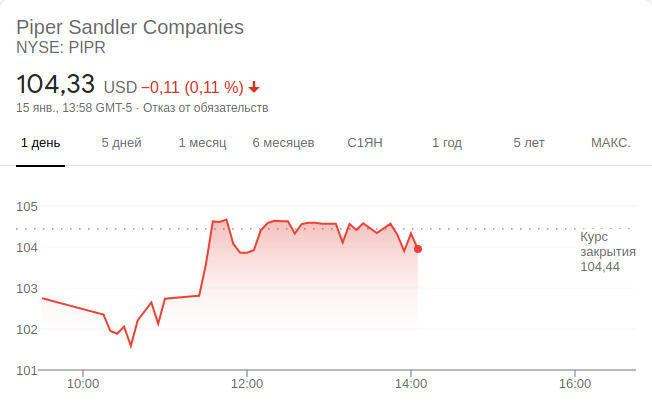 Piper Sandler Companies
NYSE: PIPR
104,33 USD −0,11 (0,11 %)
15 янв., 13:58 GMT-5 · Отказ от обязательств
1 день 5 дней 1 месяц 6 месяцев С1ЯН 1 год 5 лет МАКС.
105
104
103
102
101
Курс
закрытия
104,44
10:00 12:00 14:00 16:00